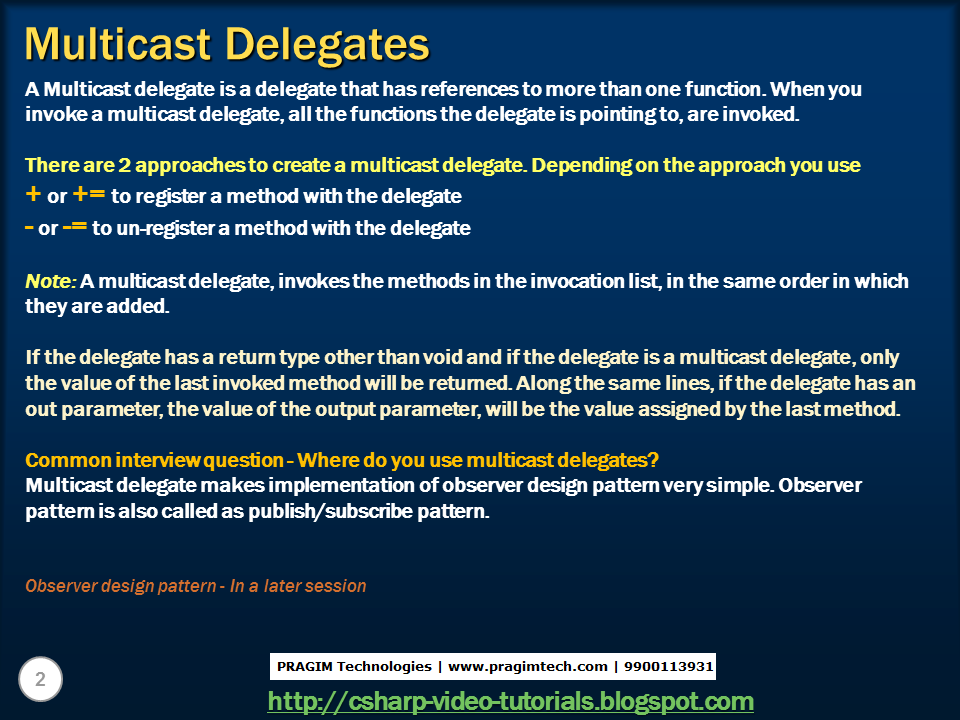 Multicast Delegates
A Multicast delegate is a delegate that has references to more than one function. When you
invoke a multicast delegate, all the functions the delegate is pointing to, are invoked.
There are 2 approaches to create a multicast delegate. Depending on the approach you use
+ or += to register a method with the delegate
- or -= to un-register a method with the delegate
Note: A multicast delegate, invokes the methods in the invocation list, in the same order in which
they are added.
If the delegate has a return type other than void and if the delegate is a multicast delegate, only
the value of the last invoked method will be returned. Along the same lines, if the delegate has an
out parameter, the value of the output parameter, will be the value assigned by the last method.
Common interview question - Where do you use multicast delegates?
Multicast delegate makes implementation of observer design pattern very simple. Observer
pattern is also called as publish/subscribe pattern.
Observer design pattern - In a later session
2
PRAGIM Technologies | www.pragimtech.com | 9900113931
http://csharp-video-tutorials.blogspot.com